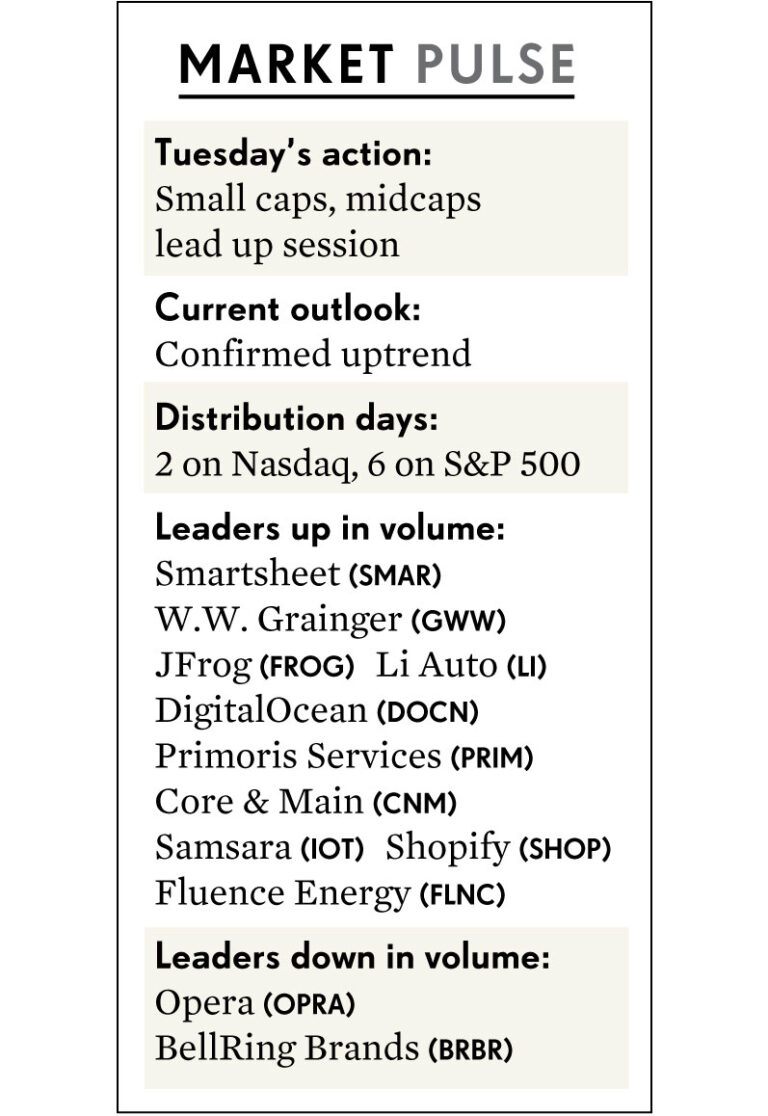 MARKET PULSE
Tuesday’s action:
Small caps, midcaps
lead up session
Current outlook:
Confirmed uptrend
Distribution days:
2 on Nasdaq, 6 on S&P 500
Leaders up in volume:
Smartsheet (SMAR)
W.W. Grainger (GWW)
JFrog (FROG) Li Auto (LI)
DigitalOcean (DOCN)
Primoris Services (PRIM)
Core & Main (CNM)
Samsara (IOT) Shopify (SHOP)
Fluence Energy (FLNC)
Leaders down in volume:
Opera (OPRA)
BellRing Brands (BRBR)